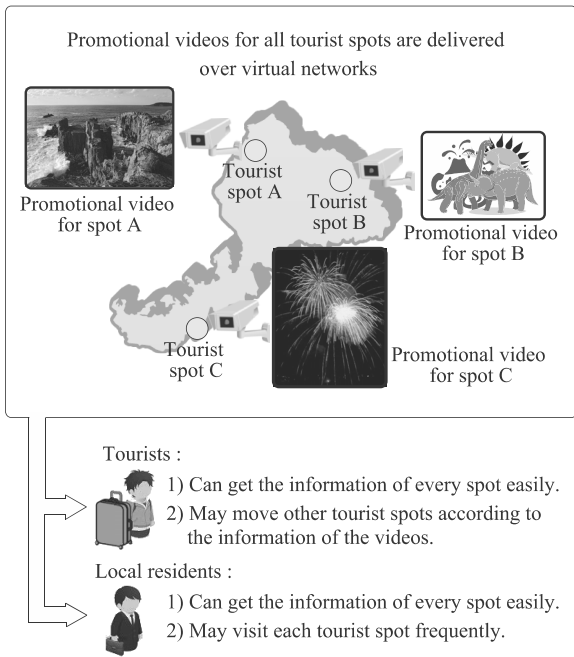 Promotional videos for all tourist spots are delivered
over virtual networks
Tourist
spot A
Tourist
spot B
Promotional video
for spot A
Promotional video
for spot B
Tourist
spot C
Promotional video
for spot C
Tourists :
1) Can get the information of every spot easily.
2) May move other tourist spots according to
the information of the videos.
Local residents :
1) Can get the information of every spot easily.
2) May visit each tourist spot frequently.